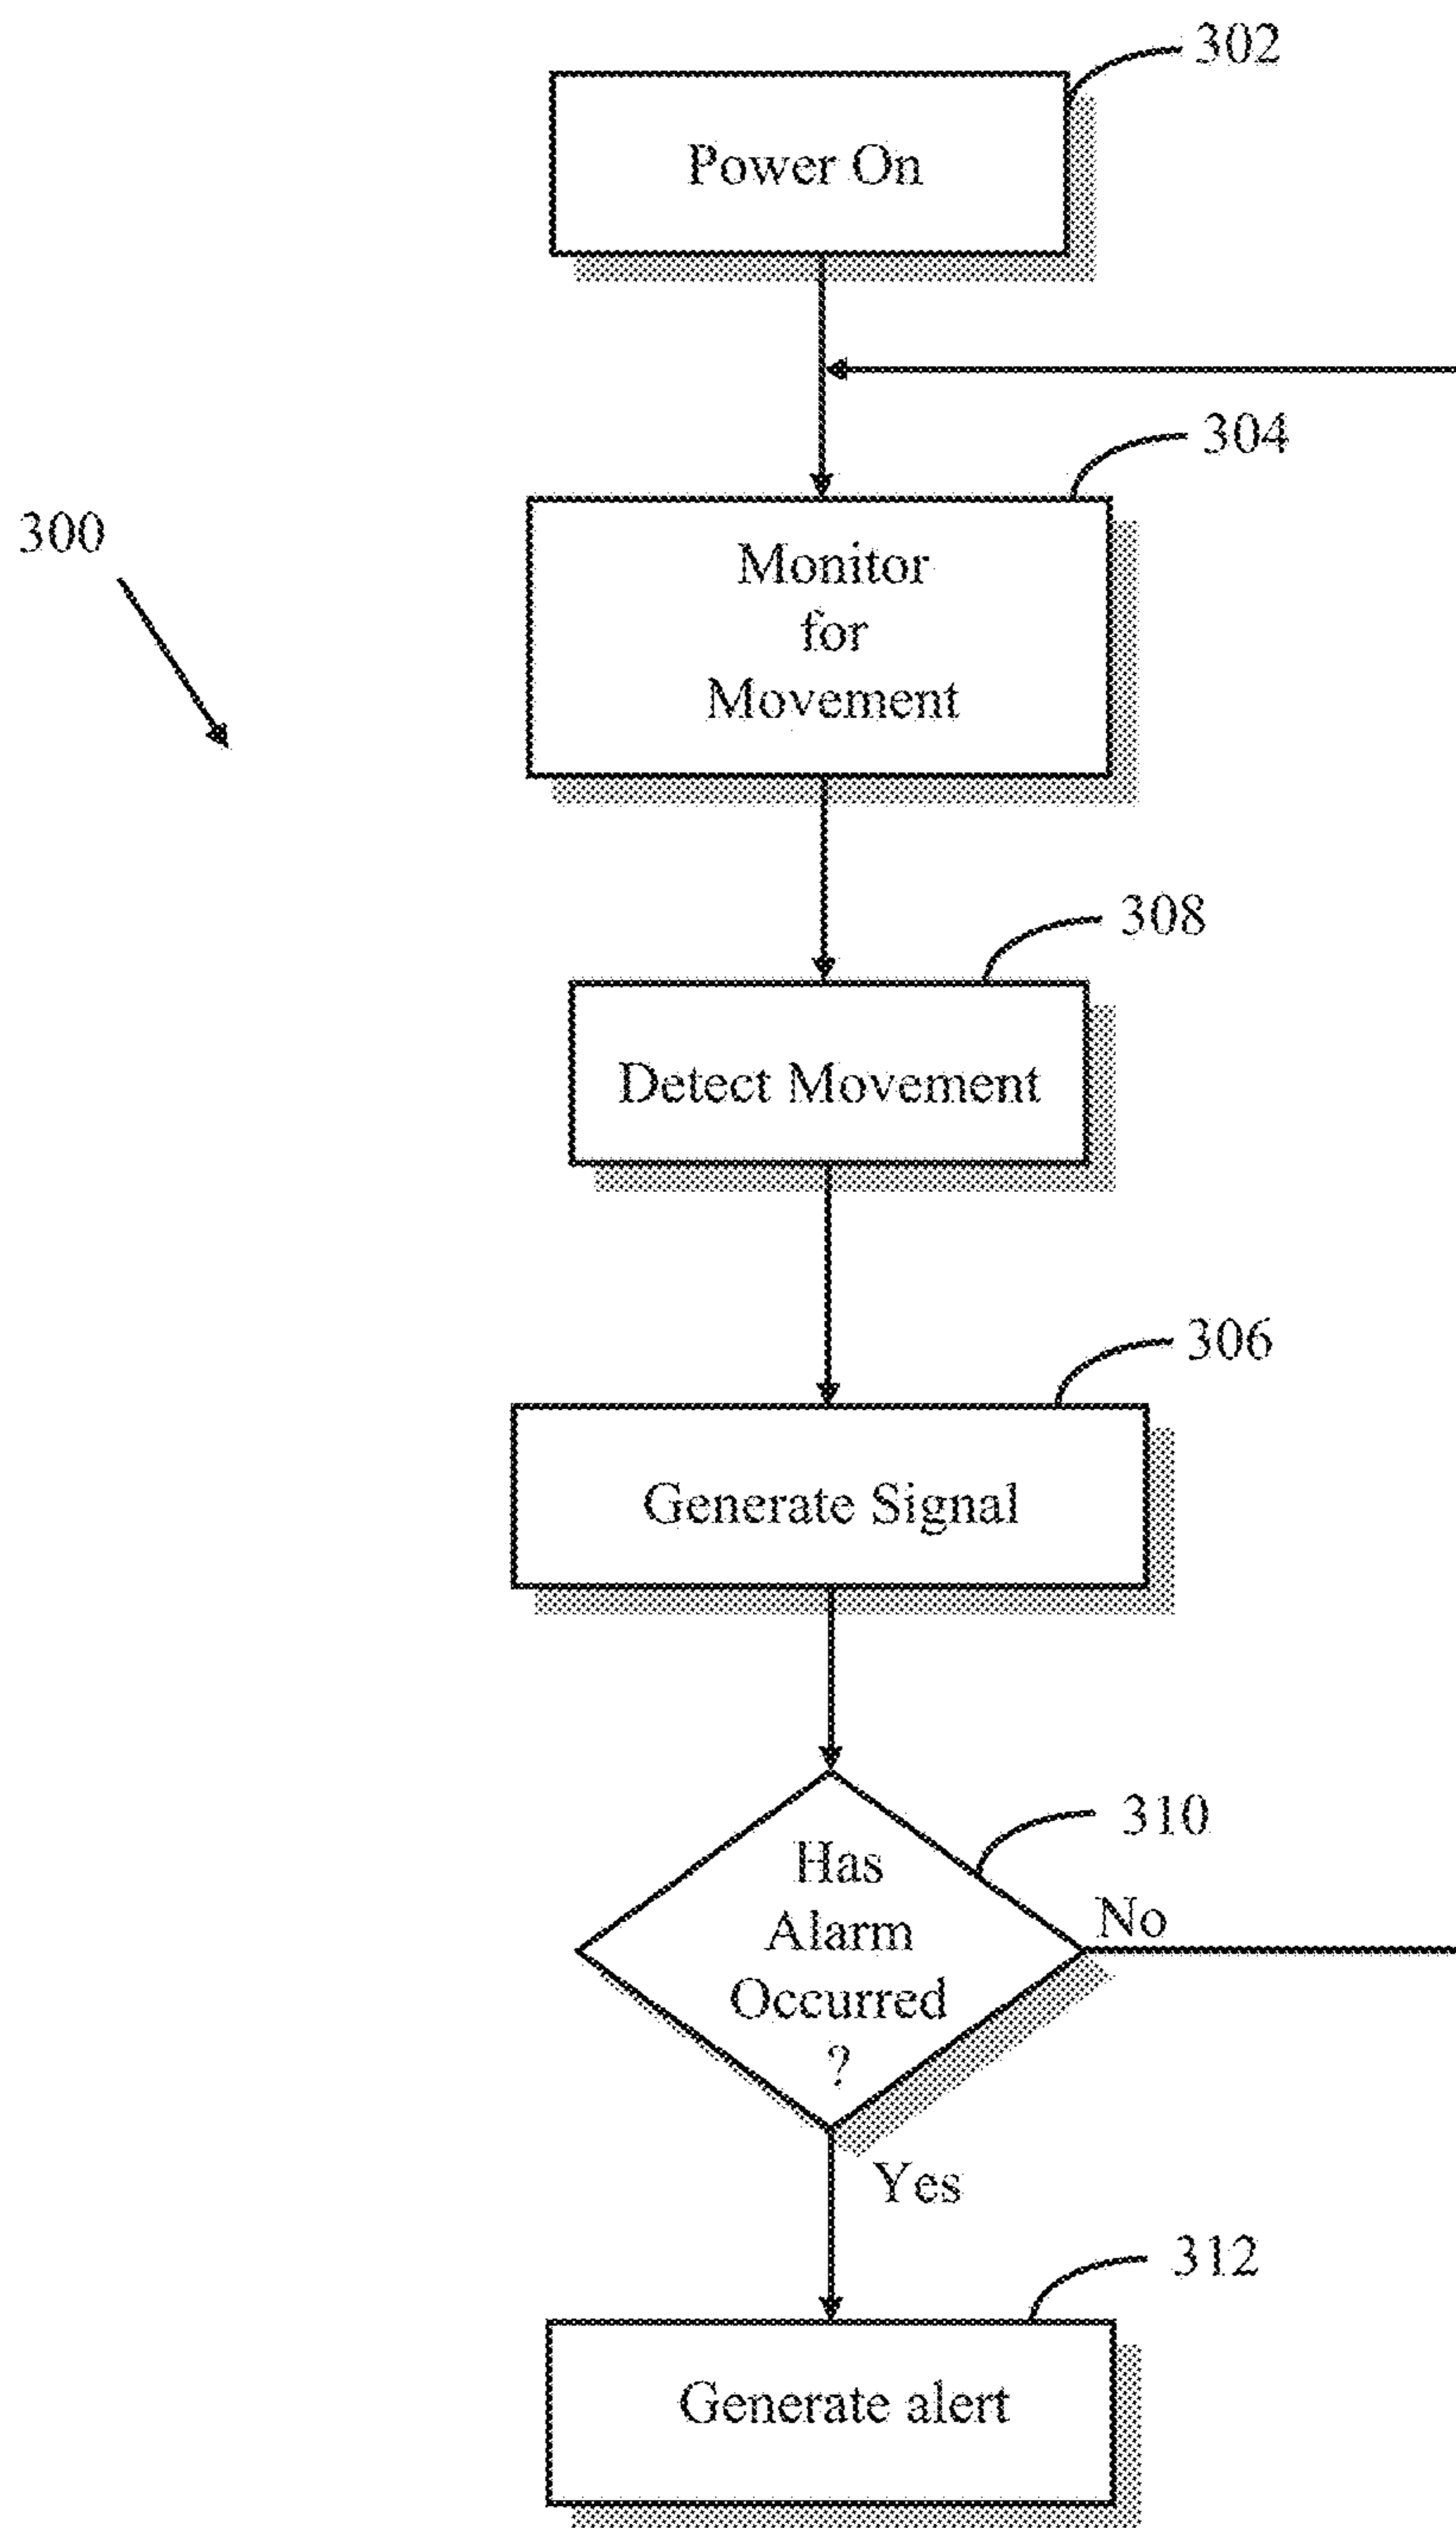 302
Power On
304
300
Monitor
for
Movement
308
Detect Movement
306
Generate Signal
310
Has
Alarm
Occurred
?
No
Yes
312
Generate alert